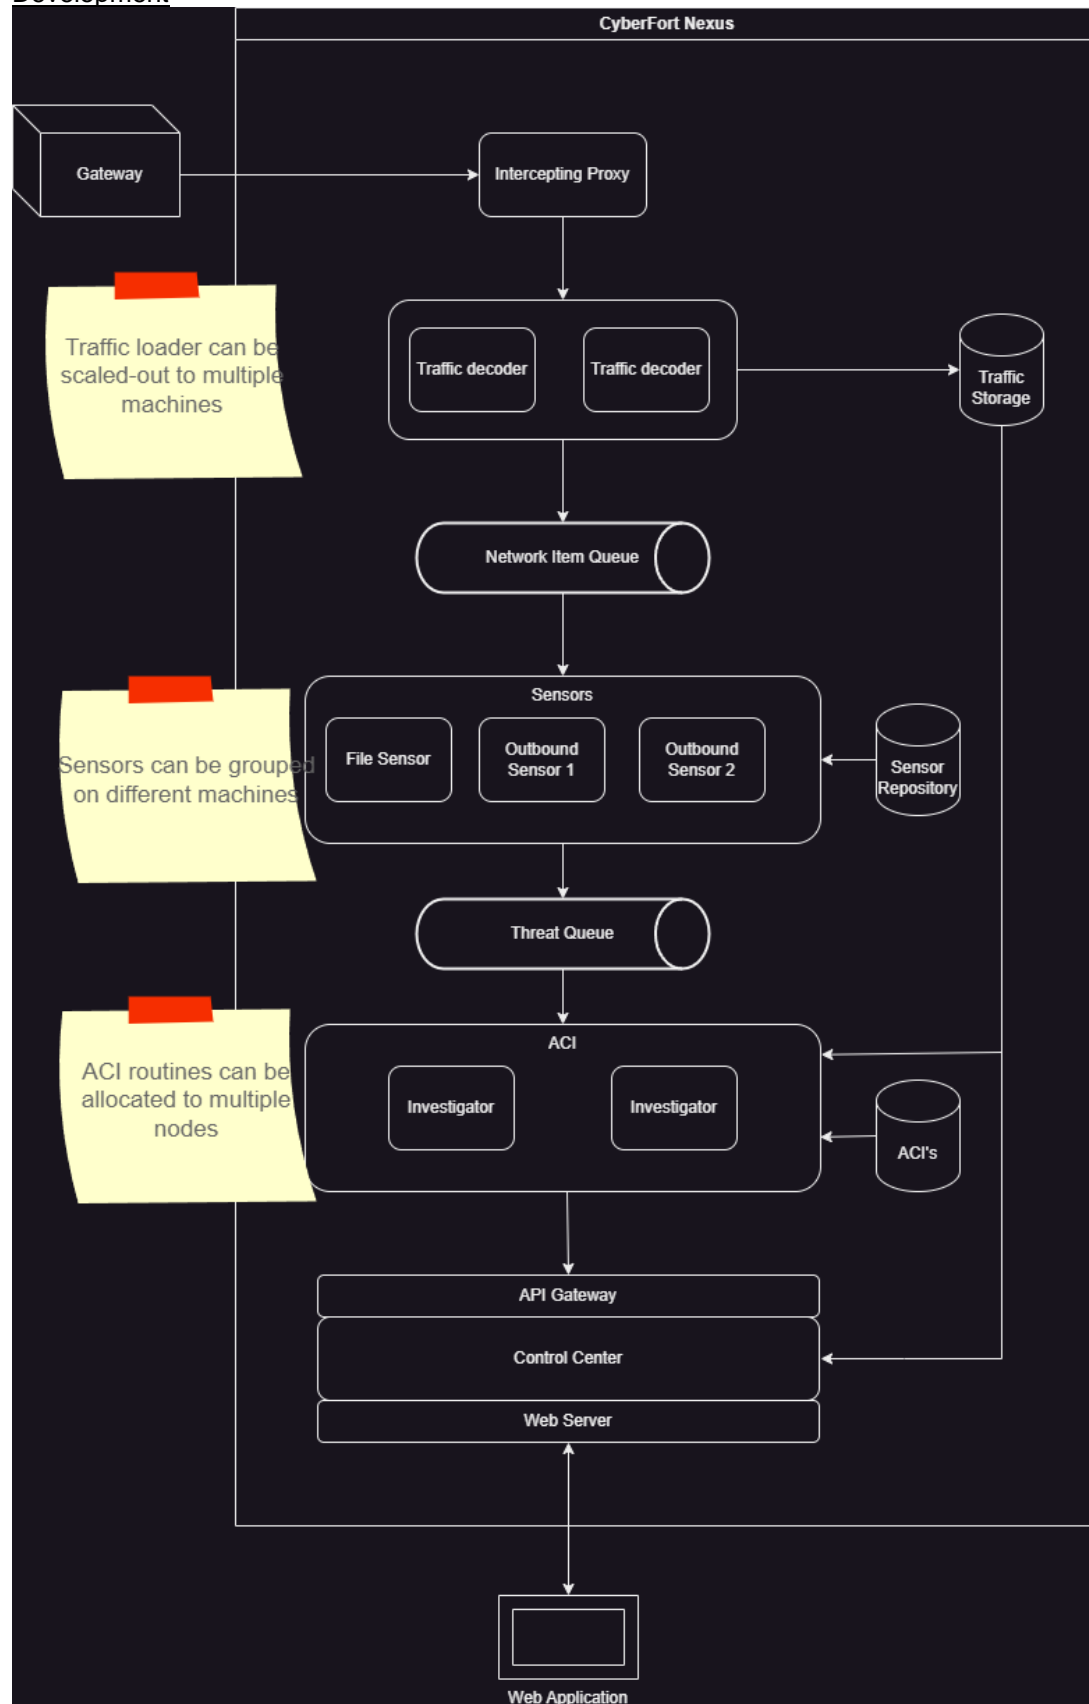 Development
CyberFort Nexus
Gateway
Intercepting Proxy
Traffic loader can be
scaled-out to multiple
machines
Traffic decoder
Traffic decoder
Traffic
Storage
Network Item Queue
Sensors
File Sensor
Outbound
Sensor 1
Outbound
Sensor 2
Sensors can be grouped
on different machines
Sensor
Repository
Threat Queue
ACI
ACI routines can be
allocated to multiple
nodes
Investigator
Investigator
ACI's
API Gateway
Control Center
Web Server
Web Application